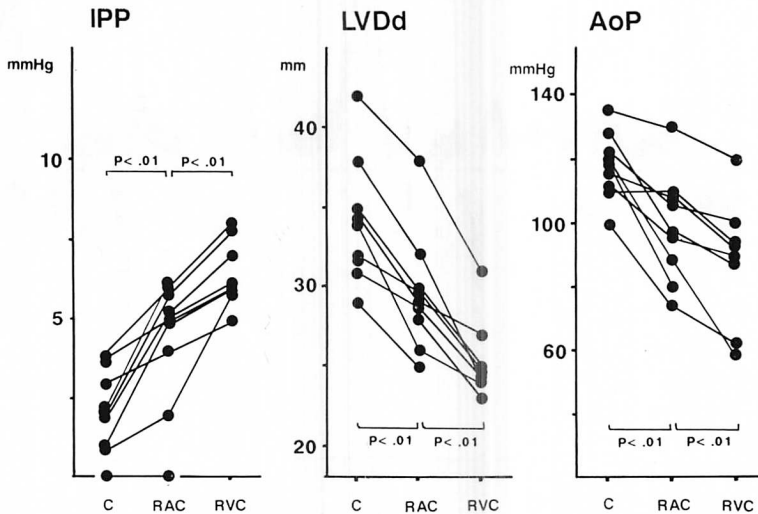 IPP
mmHg
10
5
P< .01
P< .01
C
RAC
RVC
LVDd
mm
40
30
20
P< .01
P< .01
C
RAC
RVC
AoP
mmHg
140
100
60
P< .01
P< .01
C
RAC
RVC